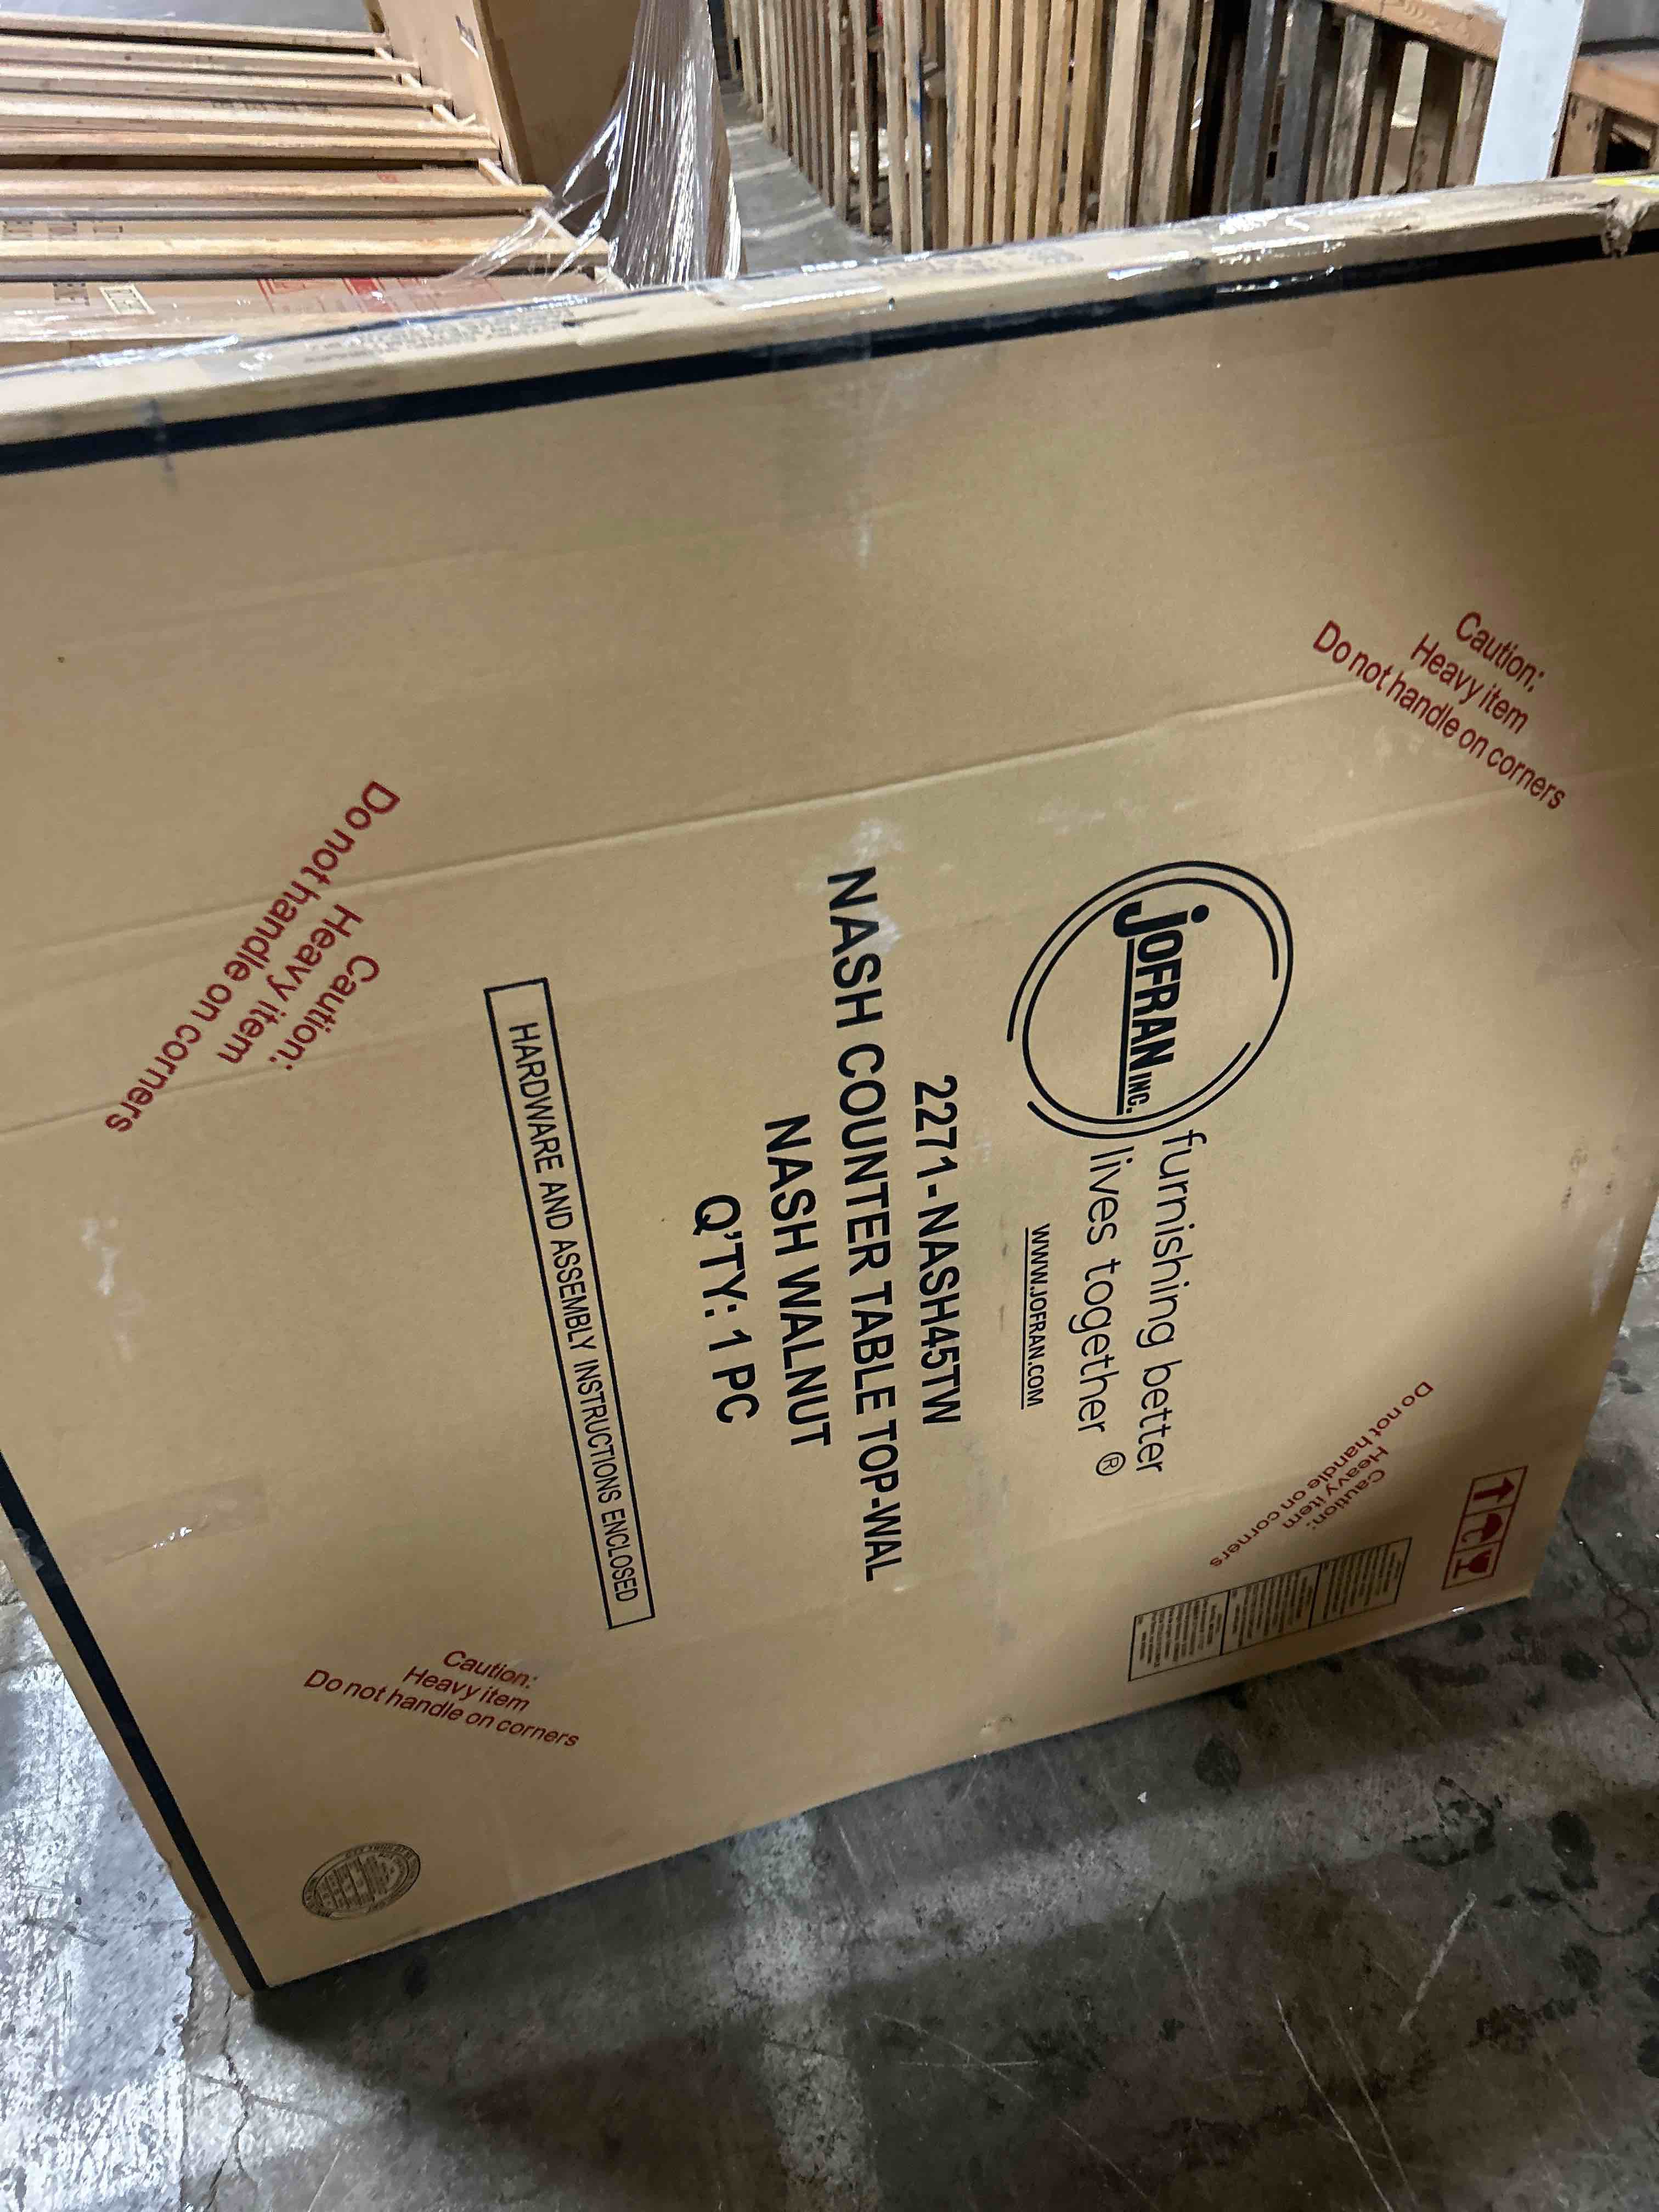 JOFRAN INC.
furnishing better
lives together ®
WWW.JOFRAN.COM
2271-NASH45TW
NASH COUNTER TABLE TOP-WAL
NASH WALNUT
Q'TY: 1 PC
HARDWARE AND ASSEMBLY INSTRUCTIONS ENCLOSED
Caution:
Heavy item
Do not handle on corners
Caution:
Heavy item
Do not handle on corners
Caution:
Heavy item
Do not handle on corners
Caution:
Heavy item
Do not handle on corners